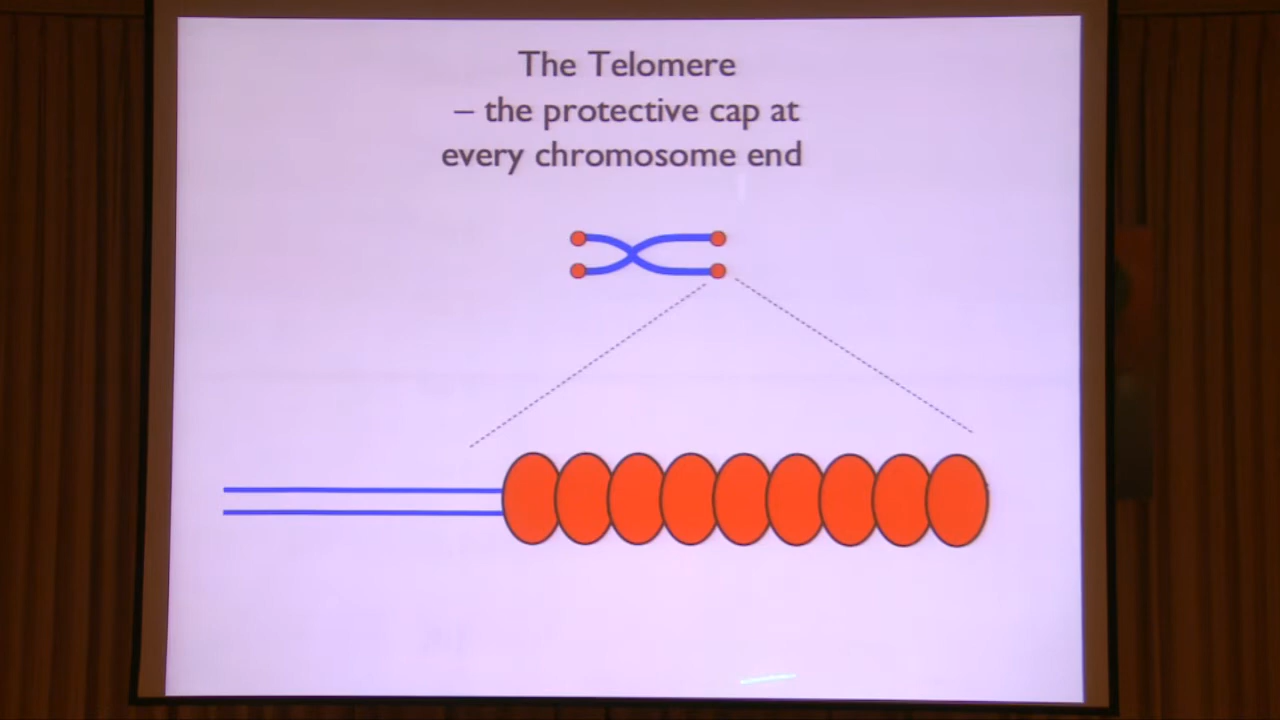 The Telomere
– the protective cap at
every chromosome end